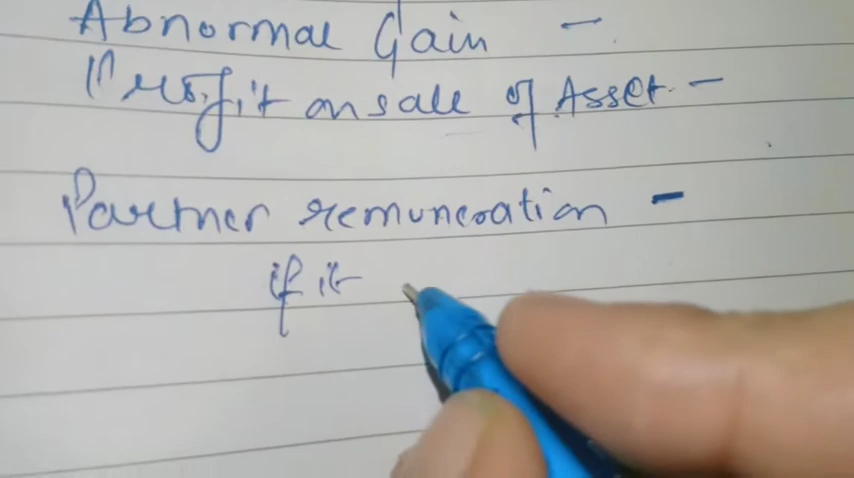 Abnormal Gain -
Profit on sale of Asset. -
Partner remuneration -
if it